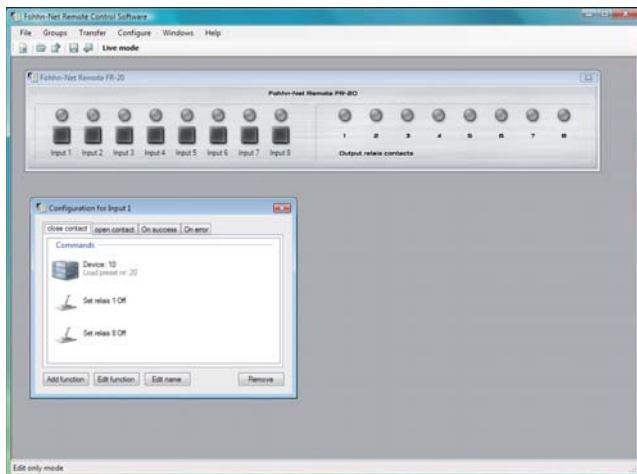 Fohhn-Net Remote Control Software
File Groups Transfer Configure Windows Help
Live mode
Fohhn-Net Remote FR-20
Fohhn-Net Remote FR-20
1 2 3 4 5 6 7 8
Input 1 Input 2 Input 3 Input 4 Input 5 Input 6 Input 7 Input 8 Output relais contacts
Configuration for Input 1
close contact open contact On success On error
Commands
Device: 10
Load preset nr: 20
Set relais 1 Off
Set relais 8 Off
Add function Edit function Edit name Remove
Edit only mode